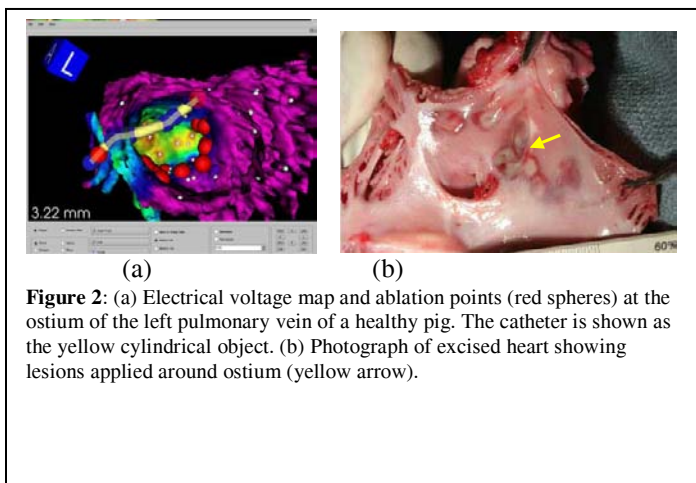 L
3.22 mm
60%
(a) (b)
Figure 2: (a) Electrical voltage map and ablation points (red spheres) at the
ostium of the left pulmonary vein of a healthy pig. The catheter is shown as
the yellow cylindrical object. (b) Photograph of excised heart showing
lesions applied around ostium (yellow arrow).